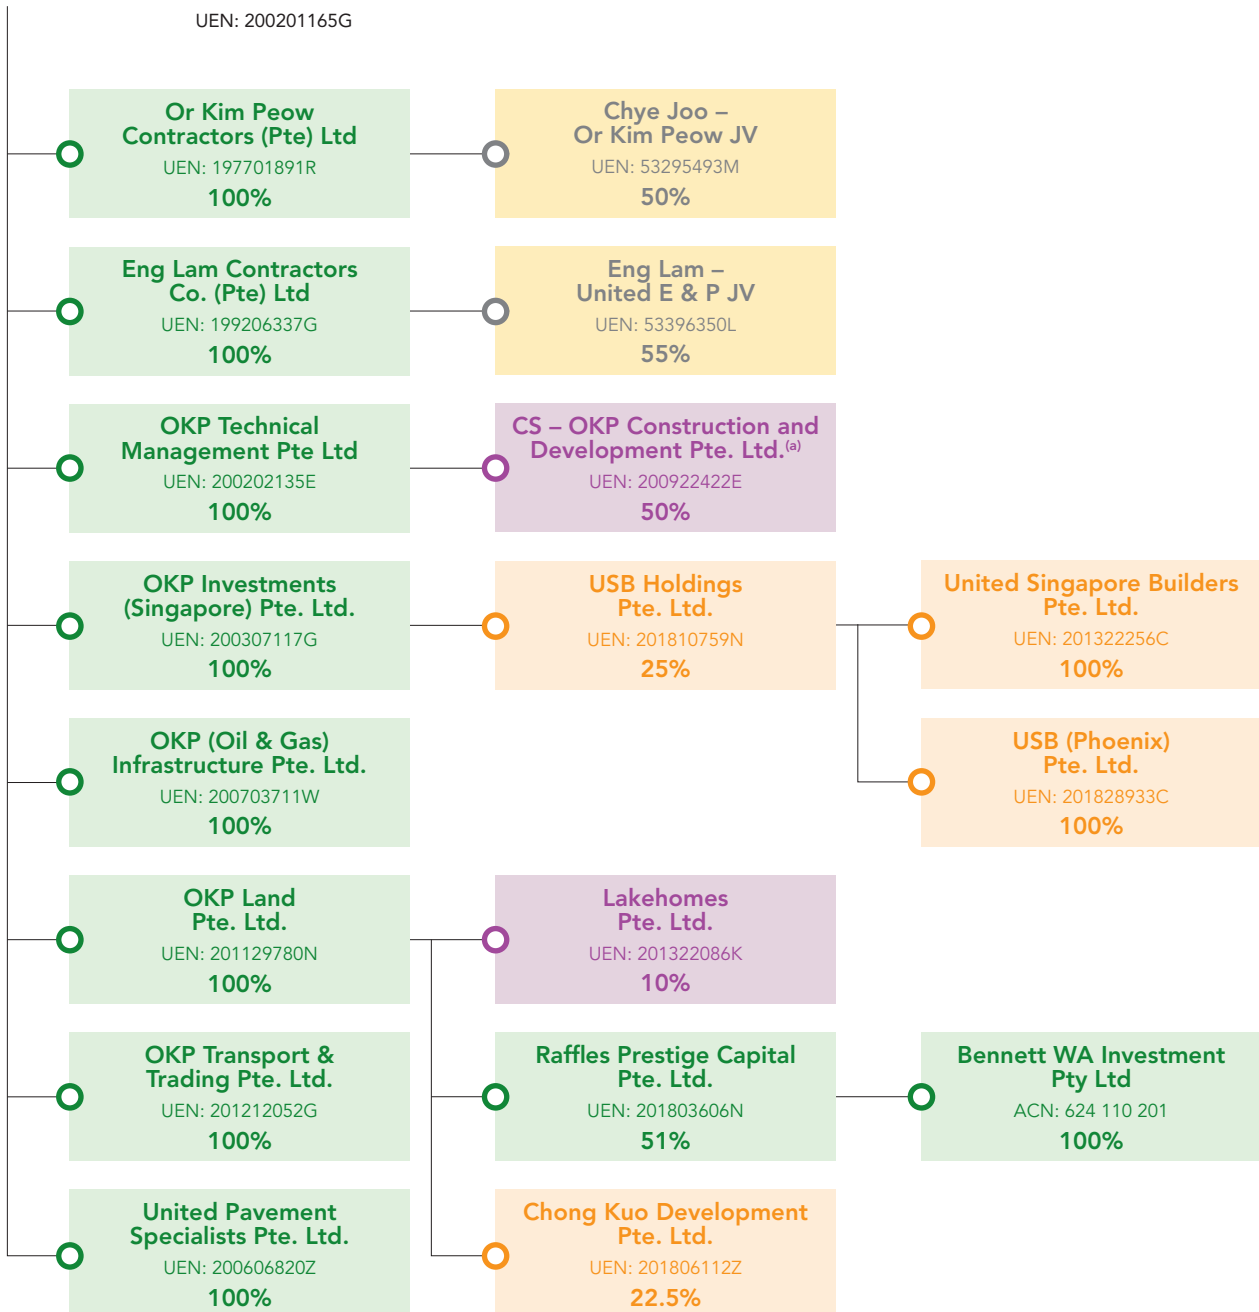 UEN: 200201165G
Or Kim Peow
Contractors (Pte) Ltd
UEN: 197701891R
100%
Chye Joo –
Or Kim Peow JV
UEN: 53295493M
50%
Eng Lam Contractors
Co. (Pte) Ltd
UEN: 199206337G
100%
Eng Lam –
United E & P JV
UEN: 53396350L
55%
OKP Technical
Management Pte Ltd
UEN: 200202135E
100%
CS – OKP Construction and
Development Pte. Ltd.(a)
UEN: 200922422E
50%
OKP Investments
(Singapore) Pte. Ltd.
UEN: 200307117G
100%
USB Holdings
Pte. Ltd.
UEN: 201810759N
25%
United Singapore Builders
Pte. Ltd.
UEN: 201322256C
100%
OKP (Oil & Gas)
Infrastructure Pte. Ltd.
UEN: 200703711W
100%
USB (Phoenix)
Pte. Ltd.
UEN: 201828933C
100%
OKP Land
Pte. Ltd.
UEN: 201129780N
100%
Lakehomes
Pte. Ltd.
UEN: 201322086K
10%
OKP Transport &
Trading Pte. Ltd.
UEN: 201212052G
100%
Raffles Prestige Capital
Pte. Ltd.
UEN: 201803606N
51%
Bennett WA Investment
Pty Ltd
ACN: 624 110 201
100%
United Pavement
Specialists Pte. Ltd.
UEN: 200606820Z
100%
Chong Kuo Development
Pte. Ltd.
UEN: 201806112Z
22.5%